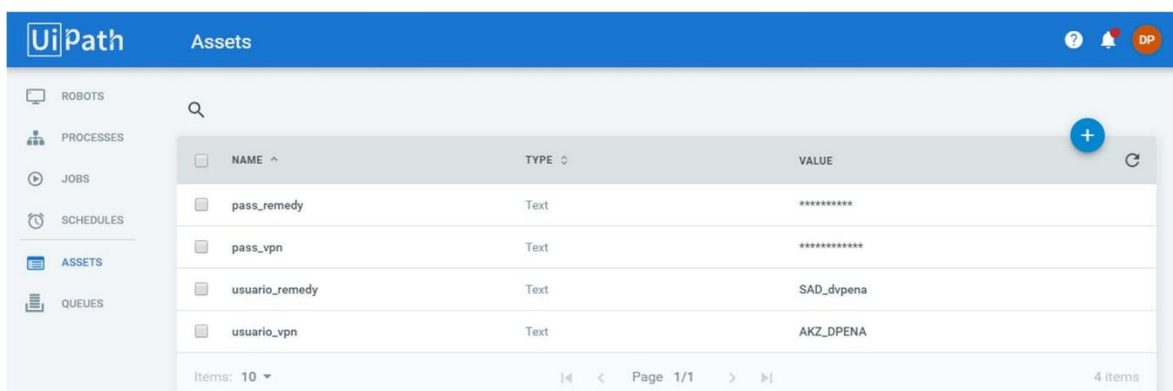 UiPath Assets ? DP
ROBOTS
PROCESSES
JOBS
SCHEDULES
ASSETS
QUEUES
NAME TYPE VALUE
pass_remedy Text **********
pass_vpn Text ************
usuario_remedy Text SAD_dvpena
usuario_vpn Text AKZ_DPENA
Items: 10 Page 1/1 4 items